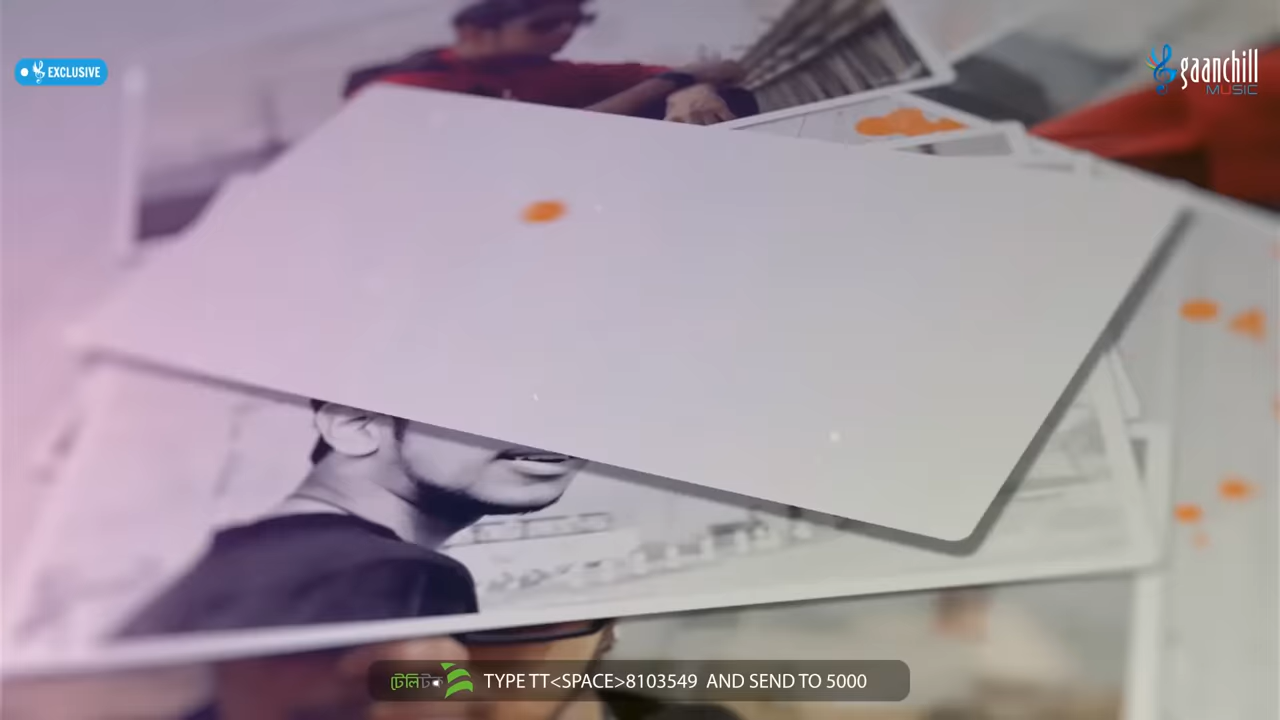 EXCLUSIVE
gaanchill
MUSIC
টেলিটক TYPE TT<SPACE>8103549 AND SEND TO 5000